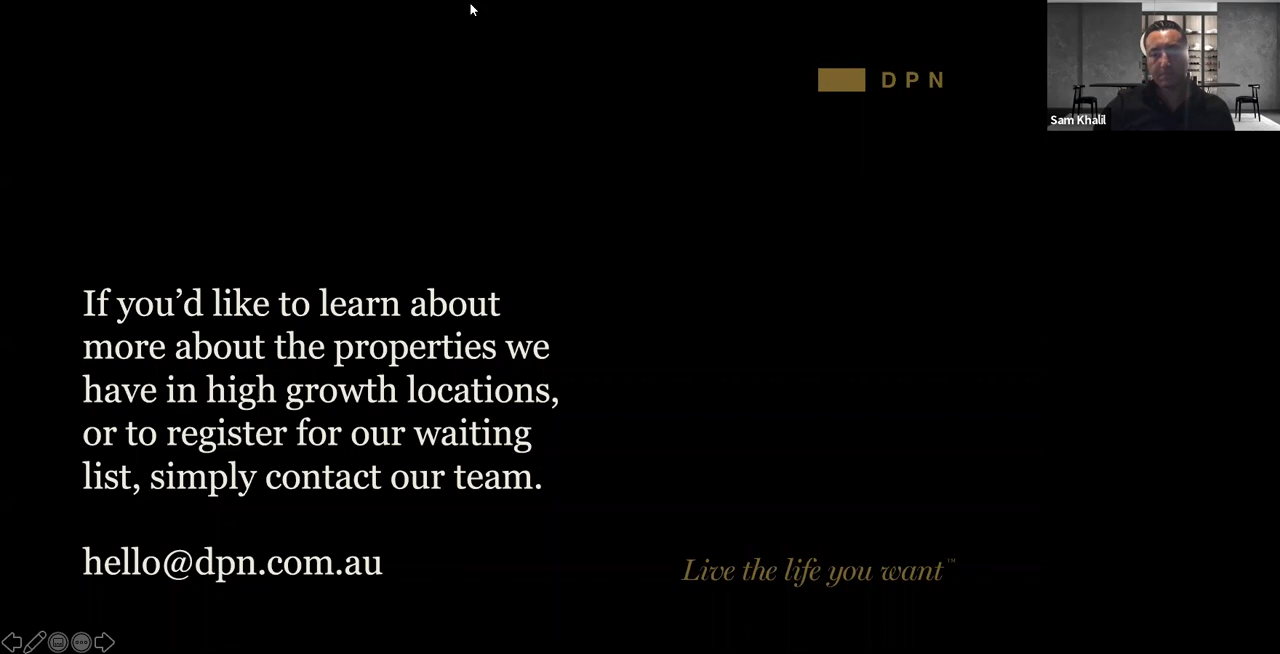 DPN
Sam Khalil
If you’d like to learn about
more about the properties we
have in high growth locations,
or to register for our waiting
list, simply contact our team.
hello@dpn.com.au
Live the life you want™